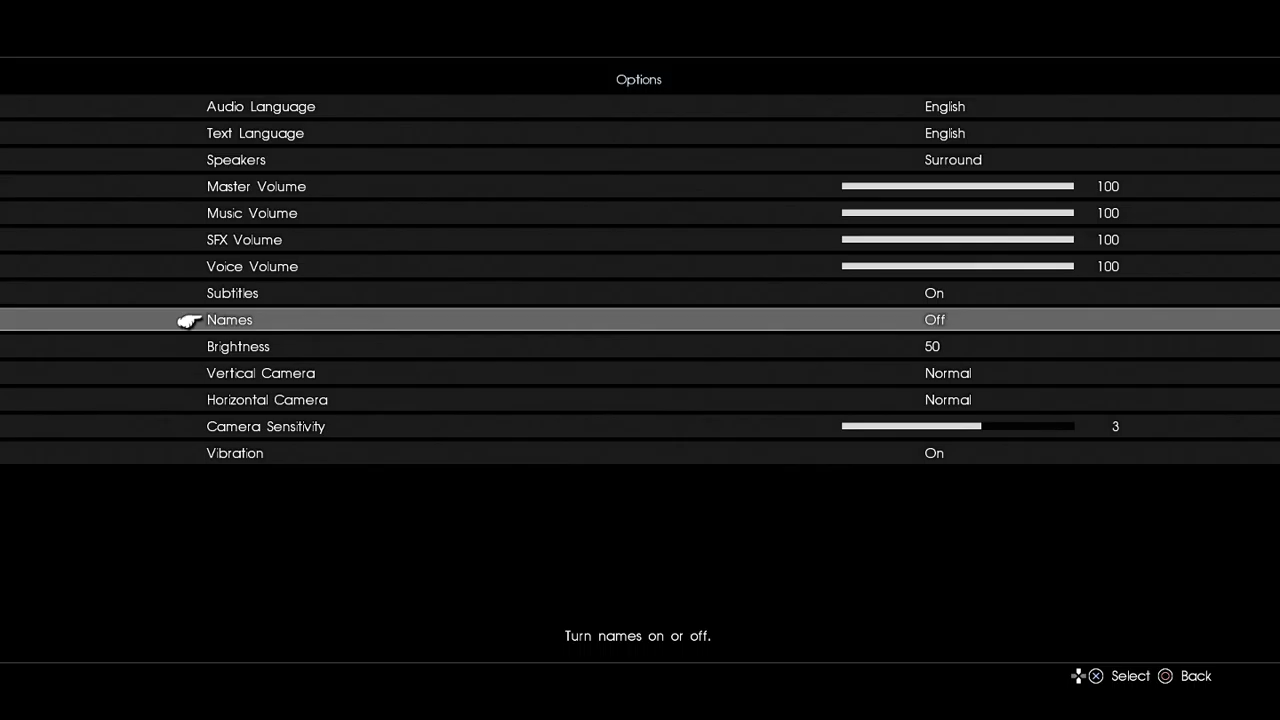 Options
Audio Language English
Text Language English
Speakers Surround
Master Volume 100
Music Volume 100
SFX Volume 100
Voice Volume 100
Subtitles On
Names Off
Brightness 50
Vertical Camera Normal
Horizontal Camera Normal
Camera Sensitivity 3
Vibration On
Turn names on or off.
Select Back